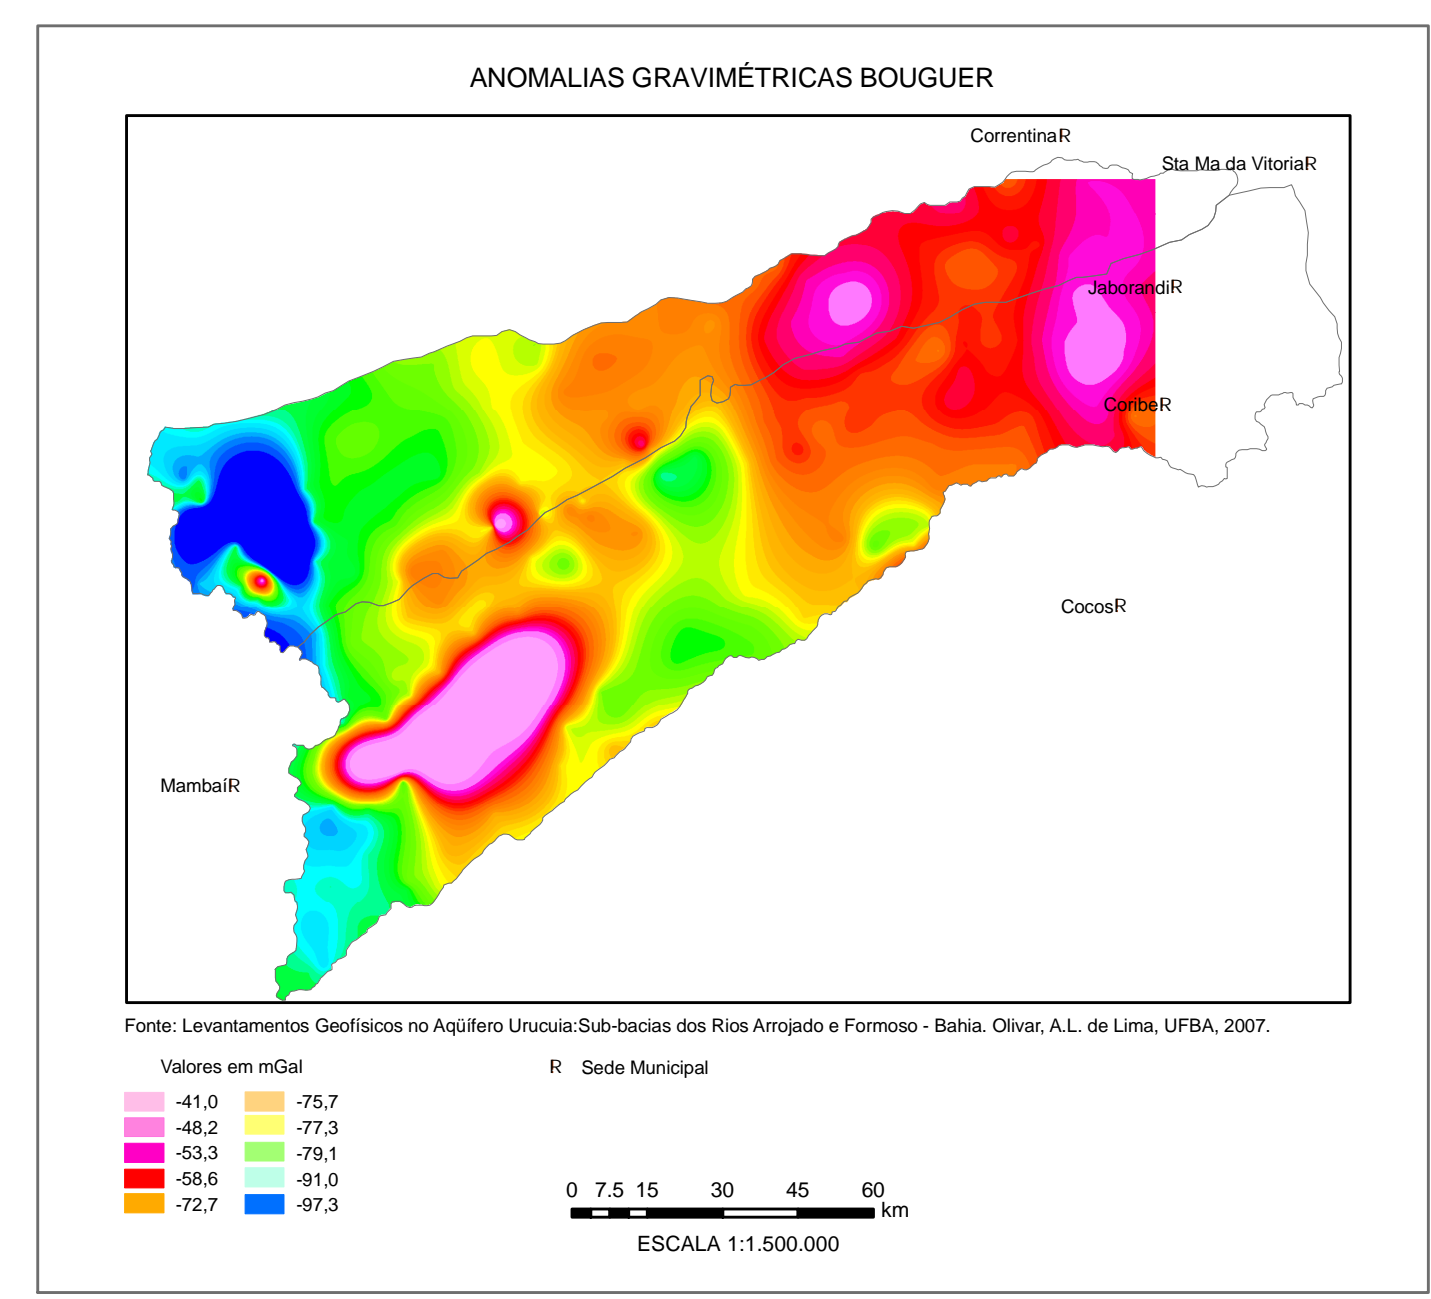 ANOMALIAS GRAVIMÉTRICAS BOUGUER
CorrentinaR
Sta Ma da VitoriaR
JaborandiR
CoribeR
CocosR
MambaíR
Fonte: Levantamentos Geofísicos no Aqüífero Urucuia:Sub-bacias dos Rios Arrojado e Formoso - Bahia. Olivar, A.L. de Lima, UFBA, 2007.
Valores em mGal
R Sede Municipal
-41,0 -75,7
-48,2 -77,3
-53,3 -79,1
-58,6 -91,0
-72,7 -97,3
0 7.5 15 30 45 60
km
ESCALA 1:1.500.000